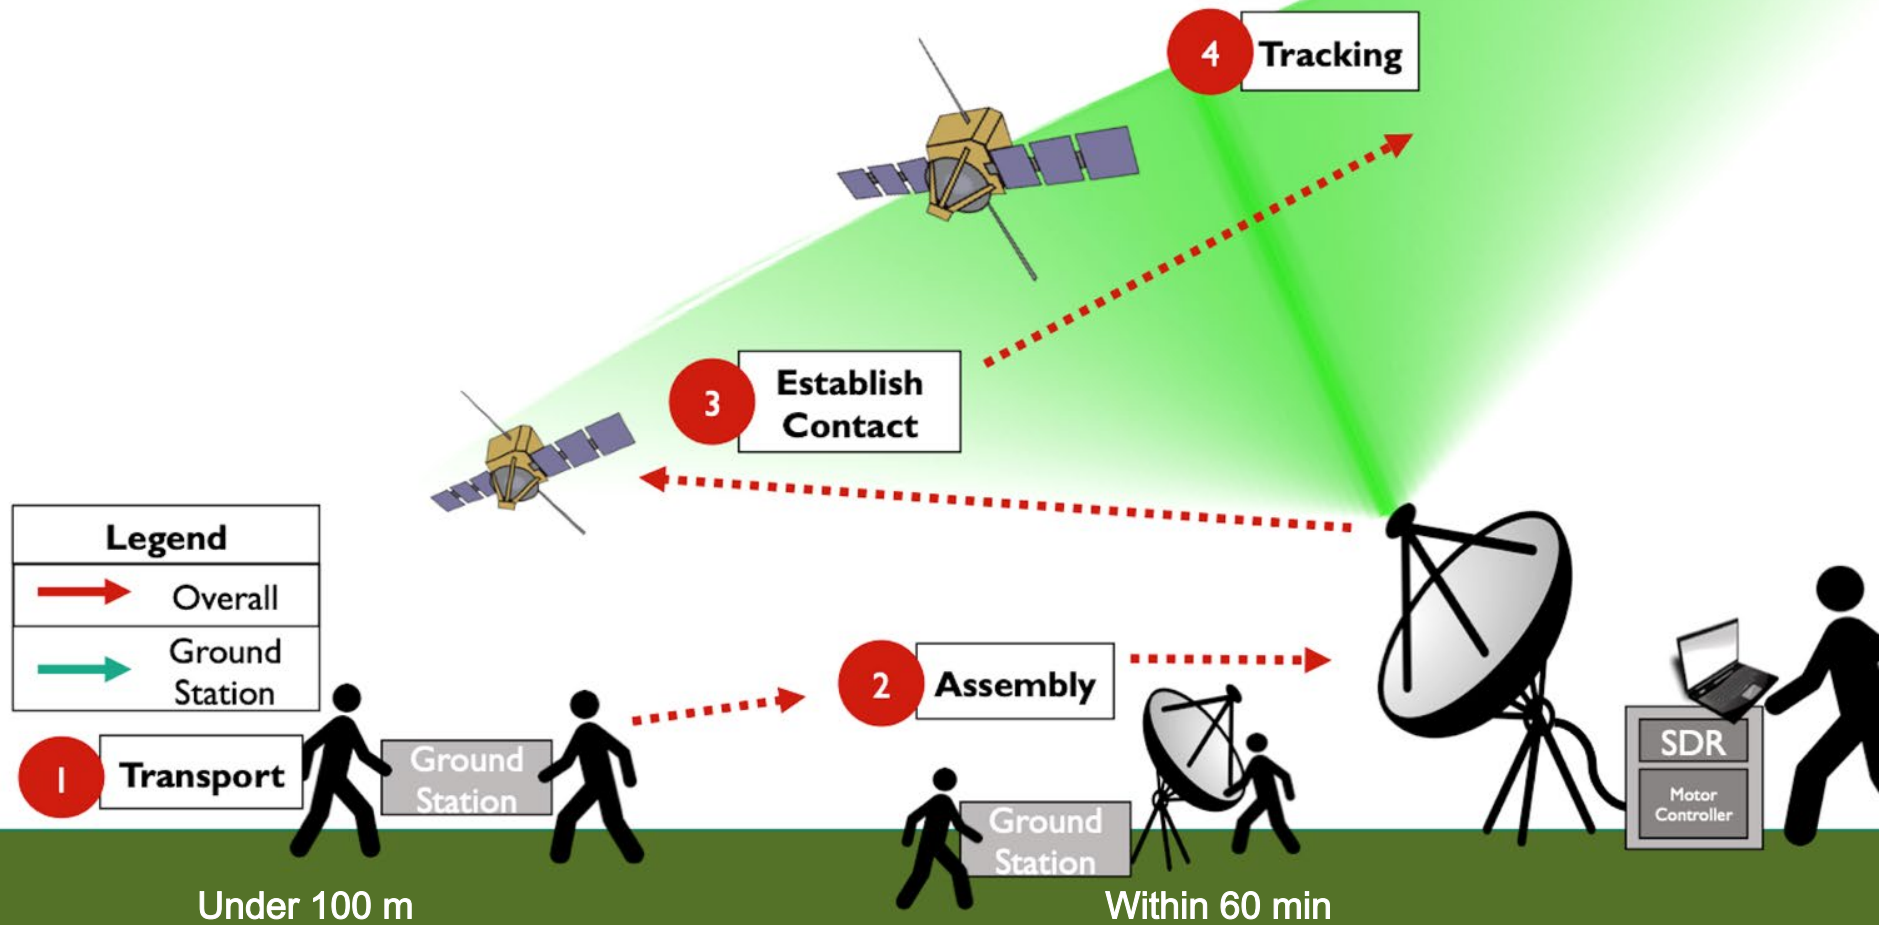 4
Tracking
3
Establish
Contact
Legend
Overall
Ground
Station
2
Assembly
1
Transport
Ground
Station
Ground
Station
SDR
Motor
Controller
Under 100 m
Within 60 min